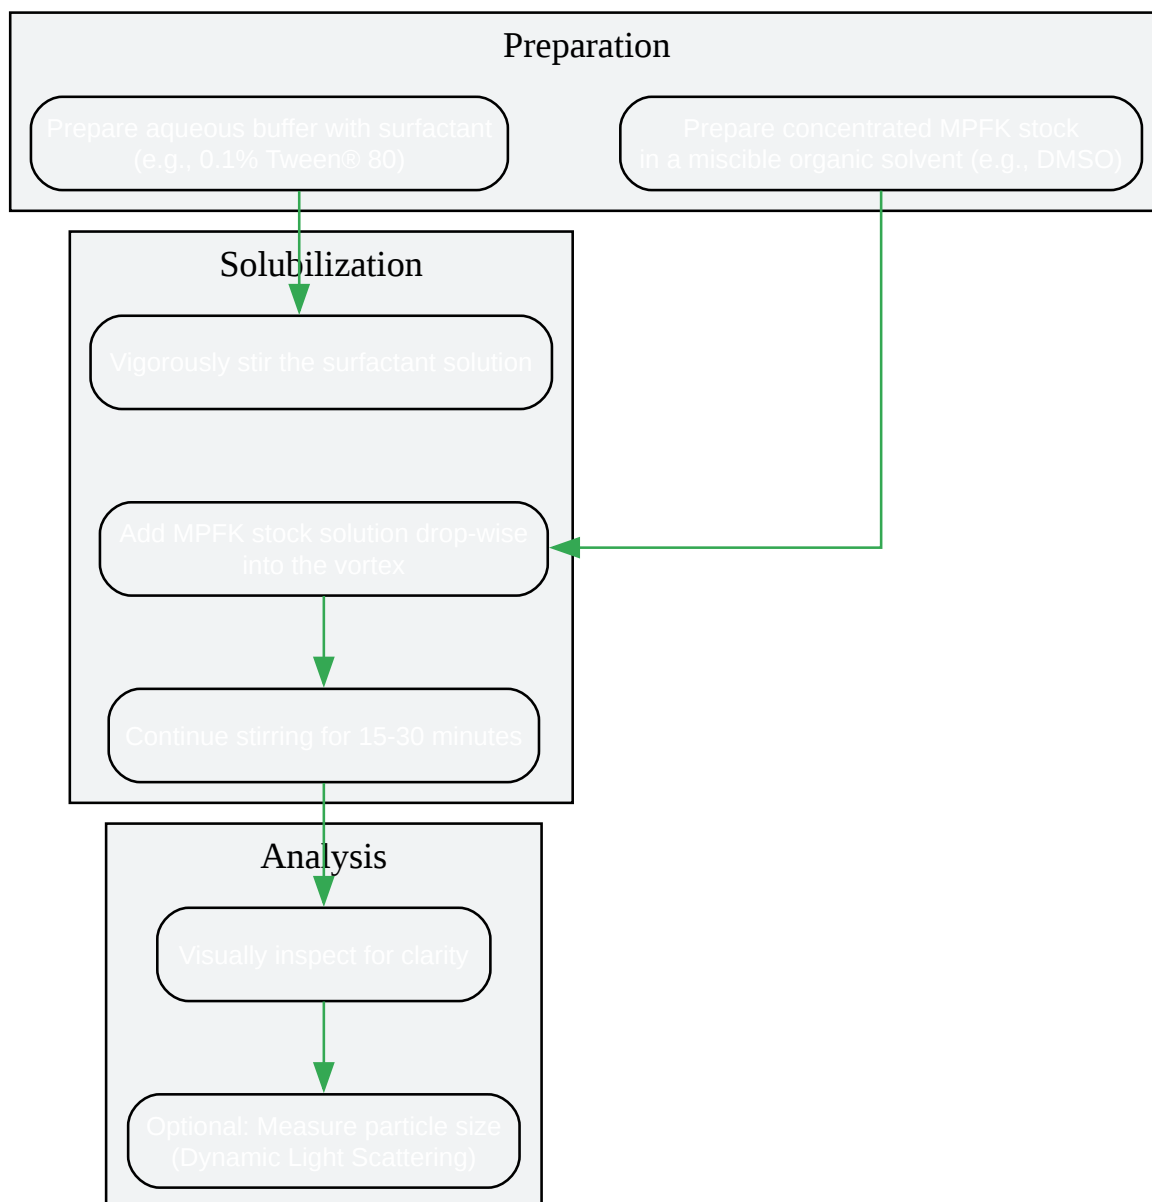 Preparation
Prepare aqueous buffer with surfactant
(e.g., 0.1% Tween® 80)
Prepare concentrated MPFK stock
in a miscible organic solvent (e.g., DMSO)
Solubilization
Vigorously stir the surfactant solution
Add MPFK stock solution drop-wise
into the vortex
Continue stirring for 15-30 minutes
Analysis
Visually inspect for clarity
Optional: Measure particle size
(Dynamic Light Scattering)